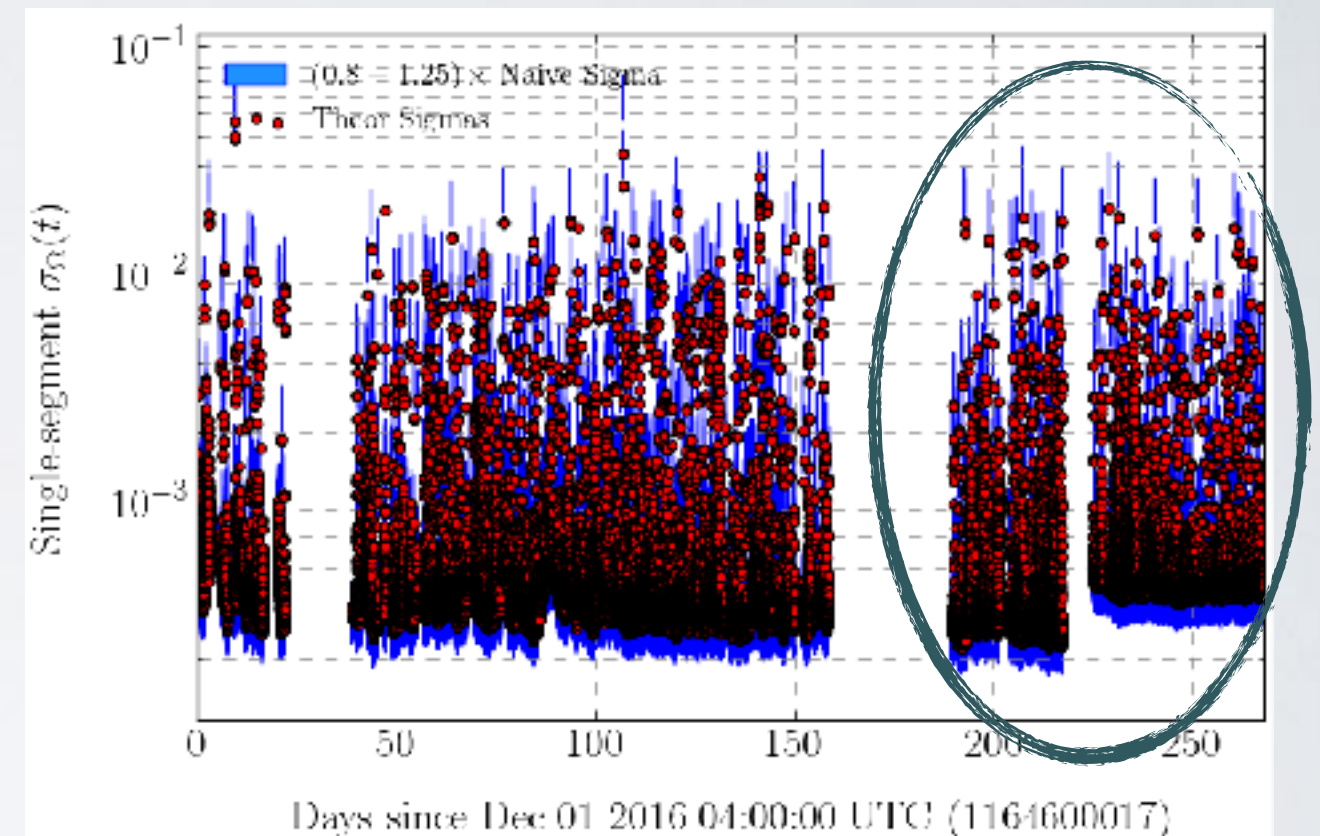 10⁻¹
(0.8 − 1.25) × Naive Sigma
Theor Sigmas
10⁻²
10⁻³
Single-segment σ_Ω(t)
0 50 100 150 200 250
Days since Dec 01 2016 04:00:00 UTC (1164600017)